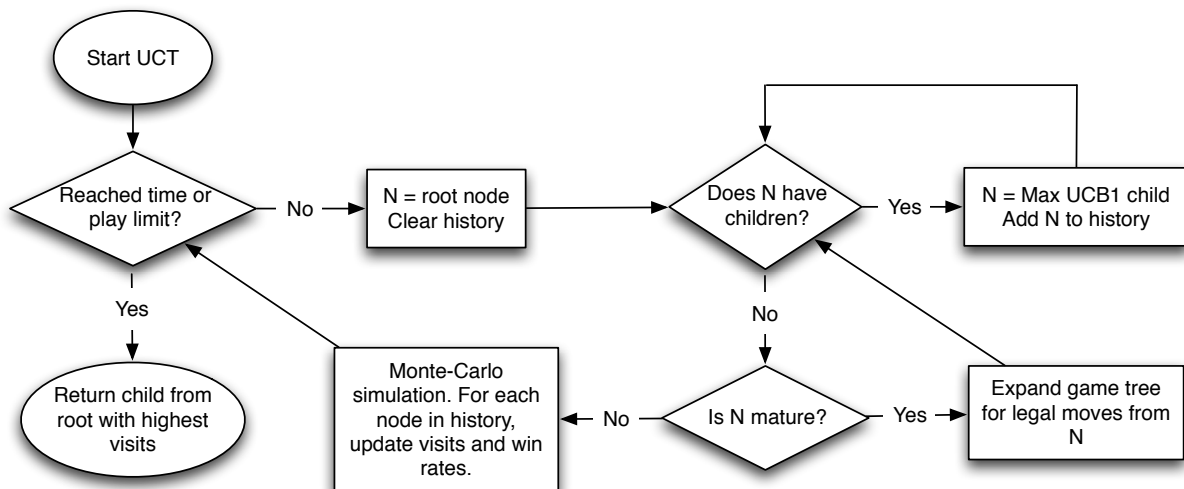 Start UCT
Reached time or
play limit?
No
N = root node
Clear history
Does N have
children?
Yes
N = Max UCB1 child
Add N to history
Yes
No
Return child from
root with highest
visits
Monte-Carlo
simulation. For each
node in history,
update visits and win
rates.
No
Is N mature?
Yes
Expand game tree
for legal moves from
N